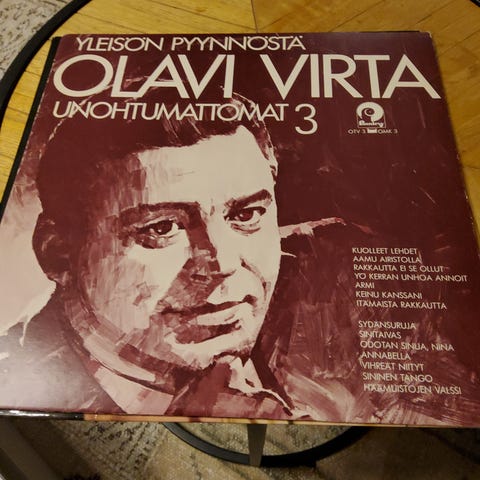 YLEISÖN PYYNNÖSTÄ
OLAVI VIRTA
UNOHTUMATTOMAT 3
OTV 3 OMK 3
KUOLLEET LEHDET
AAMU AIRISTOLLA
RAKKAUTTA EI SE OLLUT
YÖ KERRAN UNHOA ANNOIT
ARMI
KEINU KANSSANI
ITÄMAISTA RAKKAUTTA
SYDÄNSURUJA
SINITAIVAS
ODOTAN SINUA, NINA
ANNABELLA
VIHREÄT NIITYT
SININEN TANGO
HÄÄMUISTOJEN VALSSI